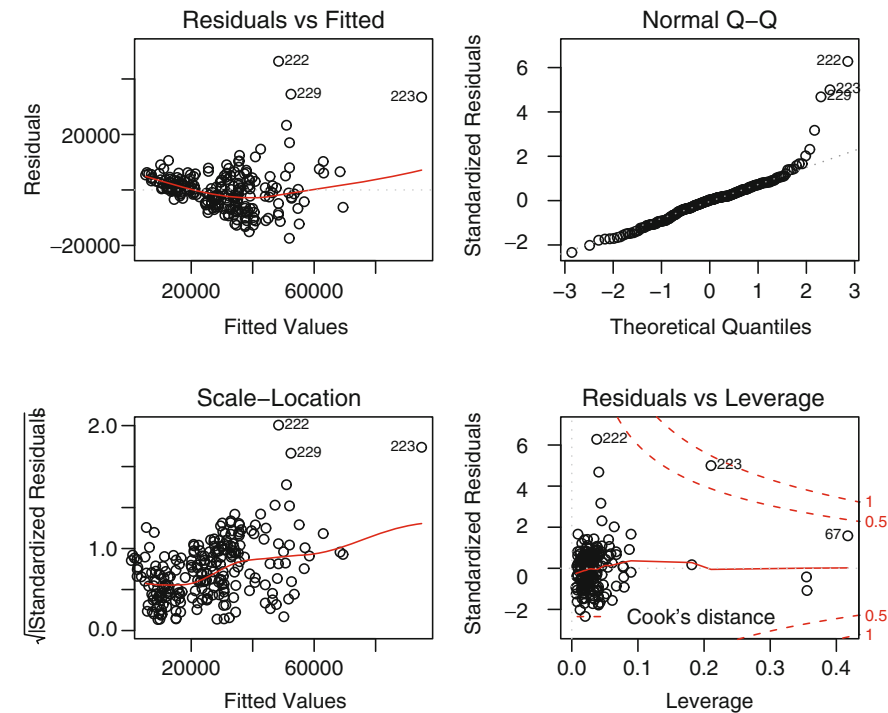 Residuals vs Fitted
Residuals
20000
−20000
222
229
223
20000 60000
Fitted Values
Normal Q−Q
Standardized Residuals
6
4
2
0
−2
222
223
229
−3 −2 −1 0 1 2 3
Theoretical Quantiles
Scale−Location
√|Standardized Residuals|
2.0
1.0
0.0
222
229
223
20000 60000
Fitted Values
Residuals vs Leverage
Standardized Residuals
6
4
2
0
−2
222
223
67
1
0.5
0.5
1
Cook's distance
0.0 0.1 0.2 0.3 0.4
Leverage